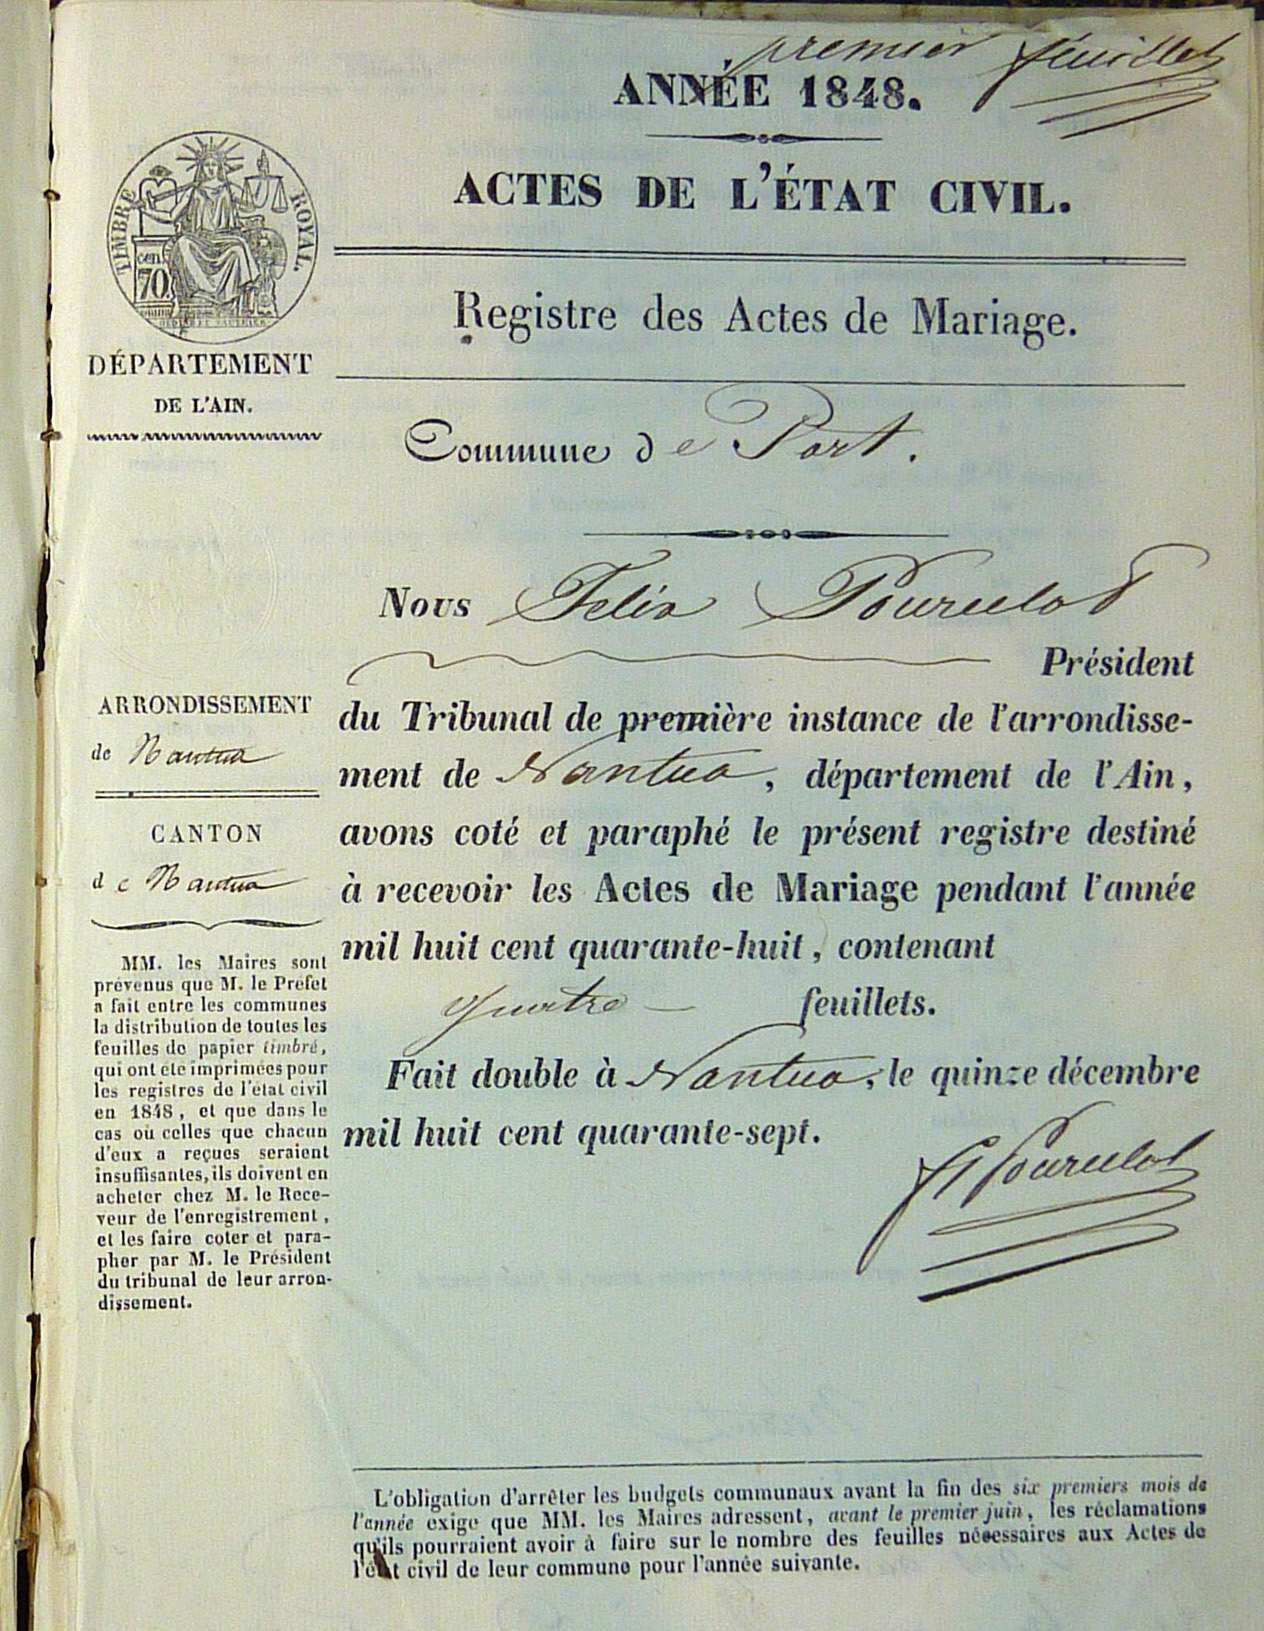 premier feuillet
ANNÉE 1848.
ACTES DE L'ÉTAT CIVIL.
TIMBRE ROYAL.
cen.
70
Registre des Actes de Mariage.
DÉPARTEMENT
DE L'AIN.
Commune de Port.
Nous Felix Pourcelot
Président
du Tribunal de première instance de l'arrondisse-
ment de Nantua, département de l'Ain,
avons coté et paraphé le présent registre destiné
à recevoir les Actes de Mariage pendant l'année
mil huit cent quarante-huit, contenant
quatre feuillets.
Fait double à Nantua, le quinze décembre
mil huit cent quarante-sept.
ARRONDISSEMENT
de Nantua
CANTON
de Nantua
MM. les Maires sont
prévenus que M. le Préfet
a fait entre les communes
la distribution de toutes les
feuilles de papier timbré,
qui ont été imprimées pour
les registres de l'état civil
en 1848, et que dans le
cas où celles que chacun
d'eux a reçues seraient
insuffisantes, ils doivent en
acheter chez M. le Rece-
veur de l'enregistrement,
et les faire coter et para-
pher par M. le Président
du tribunal de leur arron-
dissement.
Pourcelot
L'obligation d'arrêter les budgets communaux avant la fin des six premiers mois de
l'année exige que MM. les Maires adressent, avant le premier juin, les réclamations
qu'ils pourraient avoir à faire sur le nombre des feuilles nécessaires aux Actes de
l'état civil de leur commune pour l'année suivante.